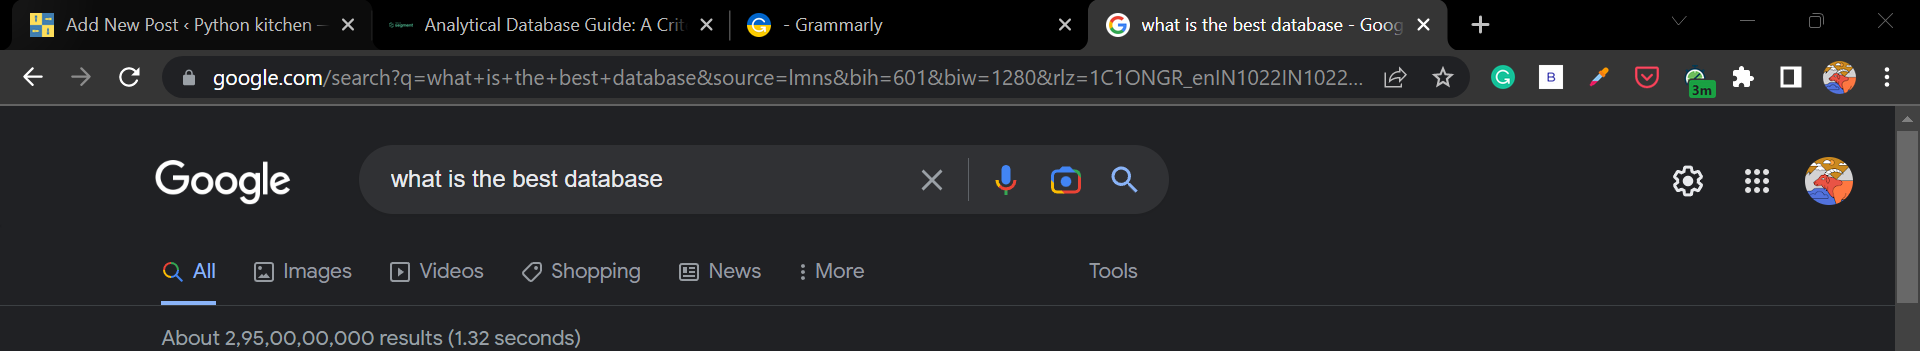 Add New Post ‹ Python kitchen —
Segment
Analytical Database Guide: A Crit
- Grammarly
what is the best database - Goog
google.com/search?q=what+is+the+best+database&source=lmns&bih=601&biw=1280&rlz=1C1ONGR_enIN1022IN1022...
B
3m
Google
what is the best database
All
Images
Videos
Shopping
News
More
Tools
About 2,95,00,00,000 results (1.32 seconds)